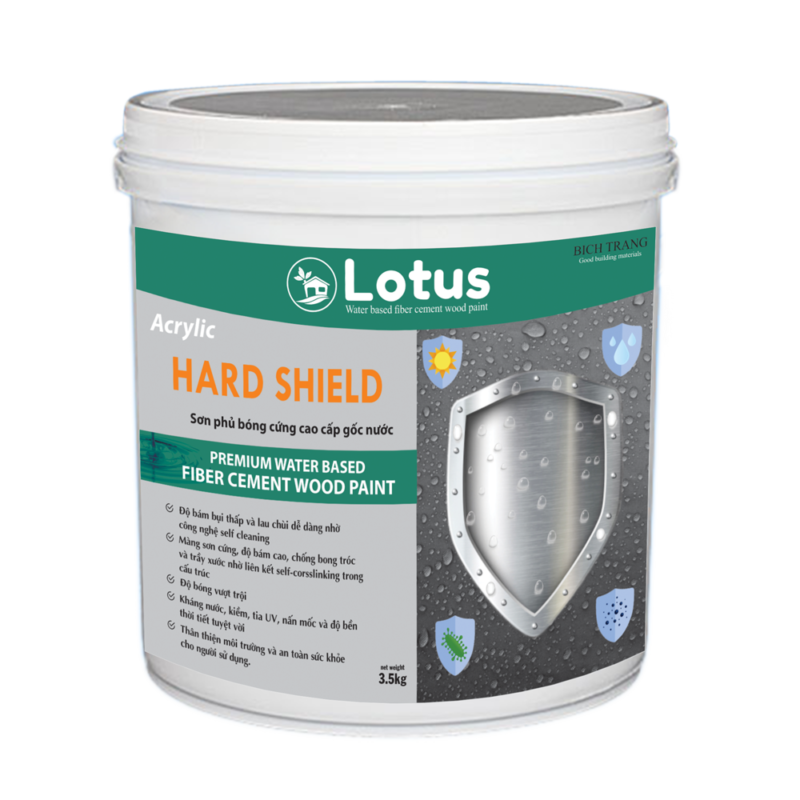 BICH TRANG
Good building materials
Lotus
Water based fiber cement wood paint
Acrylic
HARD SHIELD
Sơn phủ bóng cứng cao cấp gốc nước
PREMIUM WATER BASED
FIBER CEMENT WOOD PAINT
Độ bám bụi thấp và lau chùi dễ dàng nhờ
công nghệ self cleaning
Màng sơn cứng, độ bám cao, chống bong tróc
và trầy xước nhờ liên kết self-corsslinking trong
cấu trúc
Độ bóng vượt trội
Kháng nước, kiềm, tia UV, nấn mốc và độ bền
thời tiết tuyệt vời
Thân thiện môi trường và an toàn sức khỏe
cho người sử dụng.
net weight
3.5kg